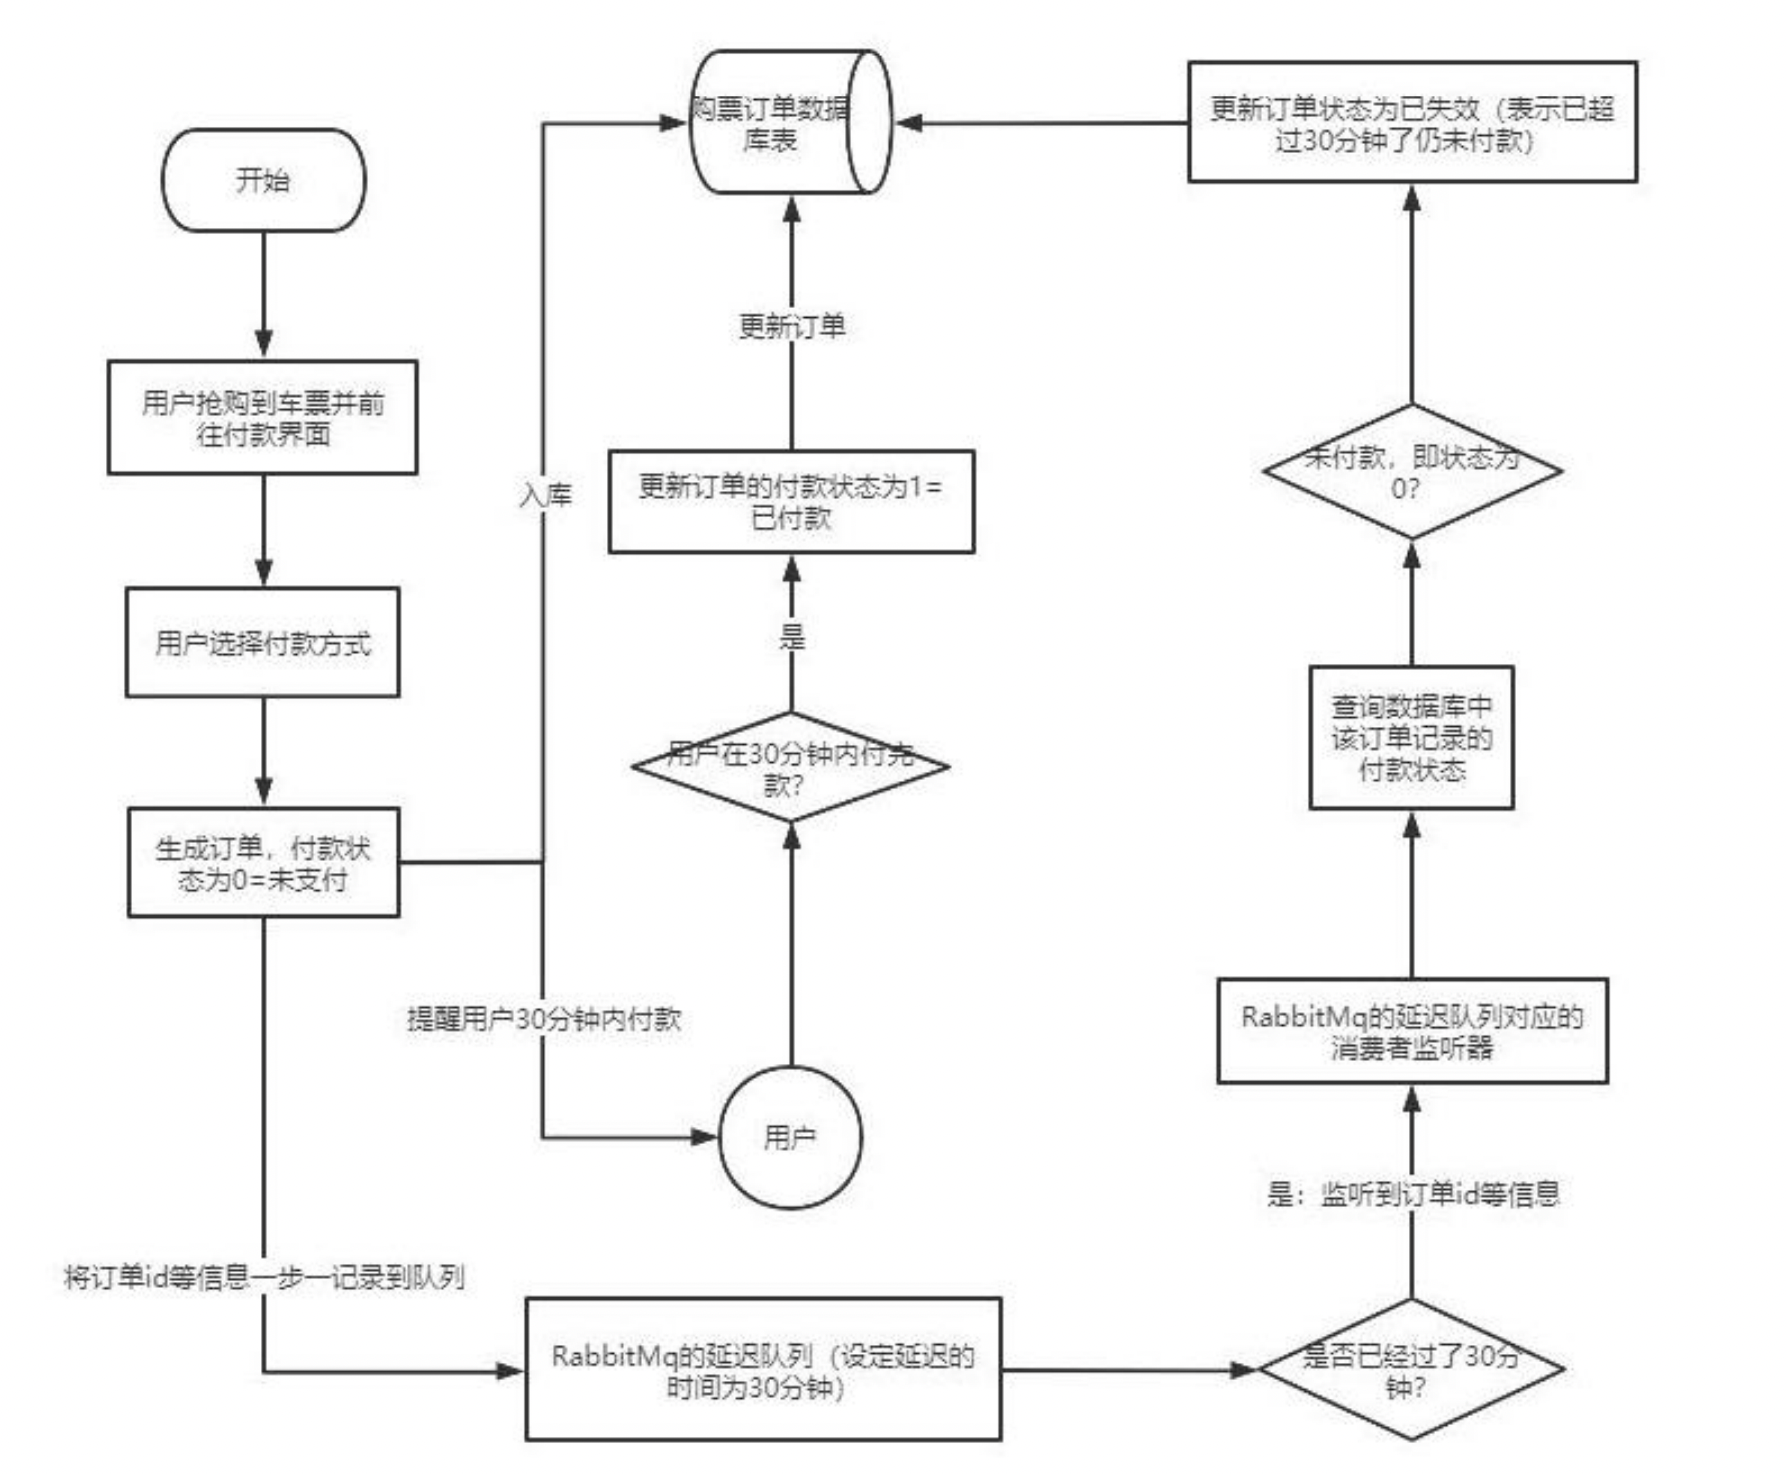 开始
用户抢购到车票并前
往付款界面
用户选择付款方式
生成订单，付款状
态为0=未支付
将订单id等信息一步一记录到队列
入库
提醒用户30分钟内付款
购票订单数据
库表
更新订单
更新订单的付款状态为1=
已付款
是
用户在30分钟内付完
款？
用户
RabbitMq的延迟队列（设定延迟的
时间为30分钟）
更新订单状态为已失效（表示已超
过30分钟了仍未付款）
未付款，即状态为
0？
查询数据库中
该订单记录的
付款状态
RabbitMq的延迟队列对应的
消费者监听器
是：监听到订单id等信息
是否已经过了30分
钟？